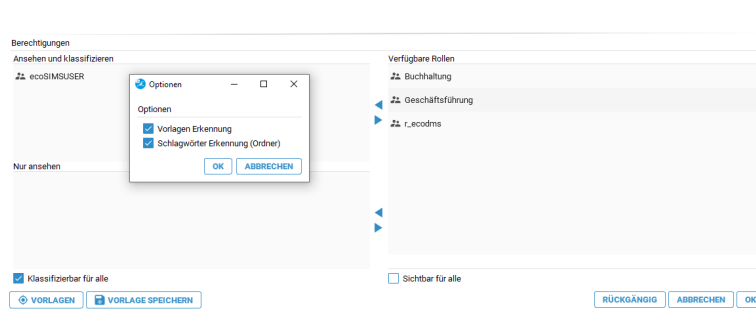 Berechtigungen
Ansehen und klassifizieren
Verfügbare Rollen
ecoSIMSUSER
Buchhaltung
Geschäftsführung
r_ecodms
Optionen
Optionen
Vorlagen Erkennung
Schlagwörter Erkennung (Ordner)
OK
ABBRECHEN
Nur ansehen
Klassifizierbar für alle
Sichtbar für alle
VORLAGEN
VORLAGE SPEICHERN
RÜCKGÄNGIG
ABBRECHEN
OK